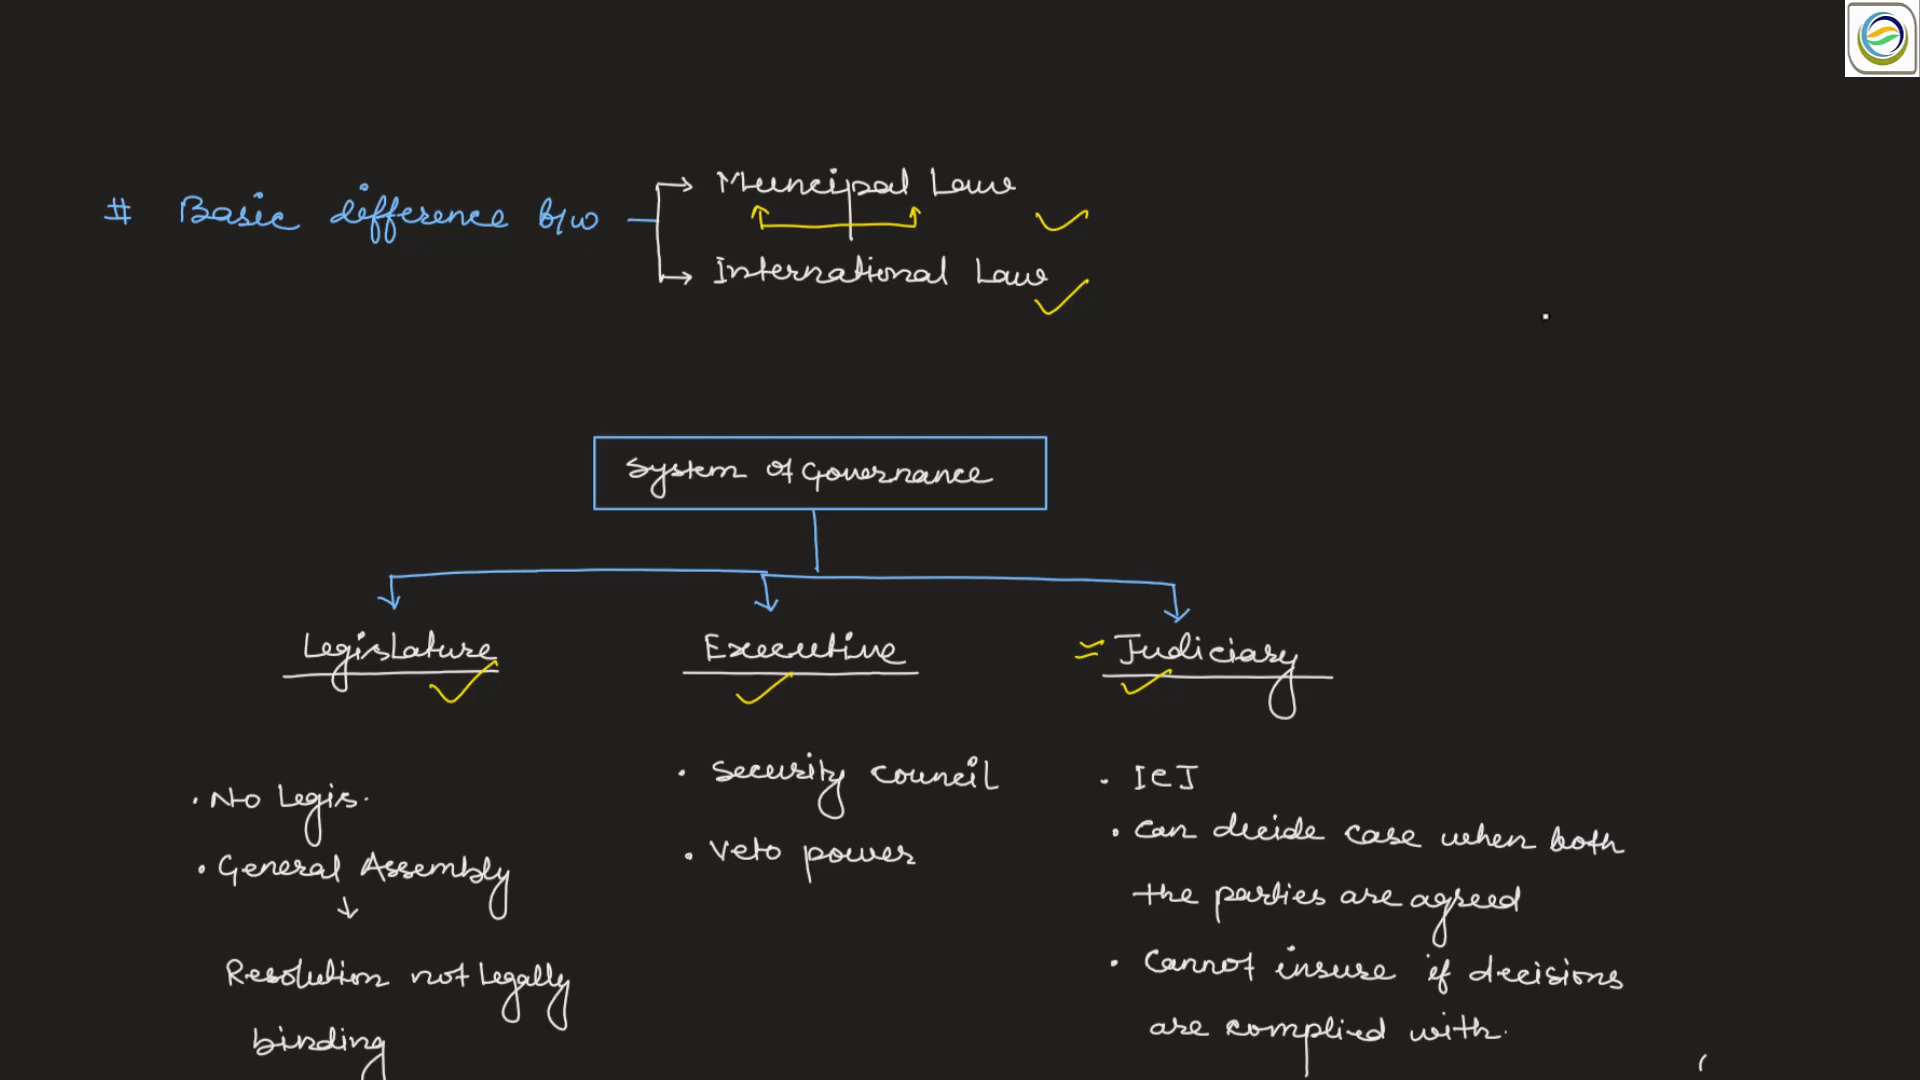 # Basic difference b/w
Muncipal Law
International Law
System of Governance
Legislature
Executive
Judiciary
• No Legis.
• General Assembly
Resolution not Legally
binding
• Security council
• Veto power
• ICJ
• can decide case when both
the parties are agreed
• cannot insure if decisions
are complied with.